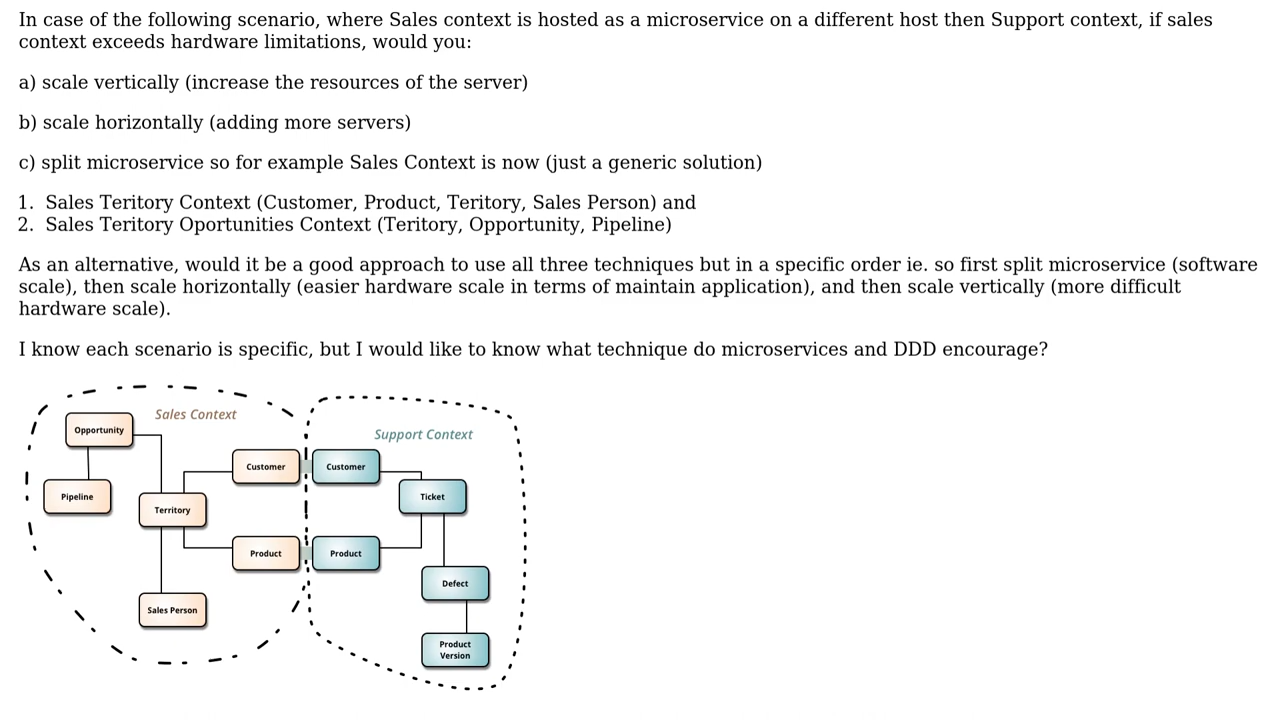 In case of the following scenario, where Sales context is hosted as a microservice on a different host then Support context, if sales
context exceeds hardware limitations, would you:
a) scale vertically (increase the resources of the server)
b) scale horizontally (adding more servers)
c) split microservice so for example Sales Context is now (just a generic solution)
1. Sales Teritory Context (Customer, Product, Teritory, Sales Person) and
2. Sales Teritory Oportunities Context (Teritory, Opportunity, Pipeline)
As an alternative, would it be a good approach to use all three techniques but in a specific order ie. so first split microservice (software
scale), then scale horizontally (easier hardware scale in terms of maintain application), and then scale vertically (more difficult
hardware scale).
I know each scenario is specific, but I would like to know what technique do microservices and DDD encourage?
Sales Context
Opportunity
Pipeline
Territory
Customer
Product
Sales Person
Support Context
Customer
Ticket
Product
Defect
Product
Version